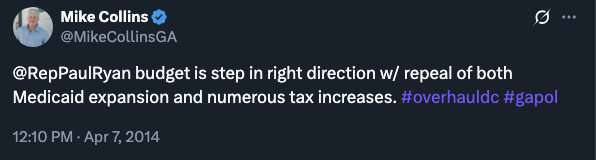 Mike Collins
@MikeCollinsGA
@RepPaulRyan budget is step in right direction w/ repeal of both
Medicaid expansion and numerous tax increases. #overhauldc #gapol
12:10 PM · Apr 7, 2014